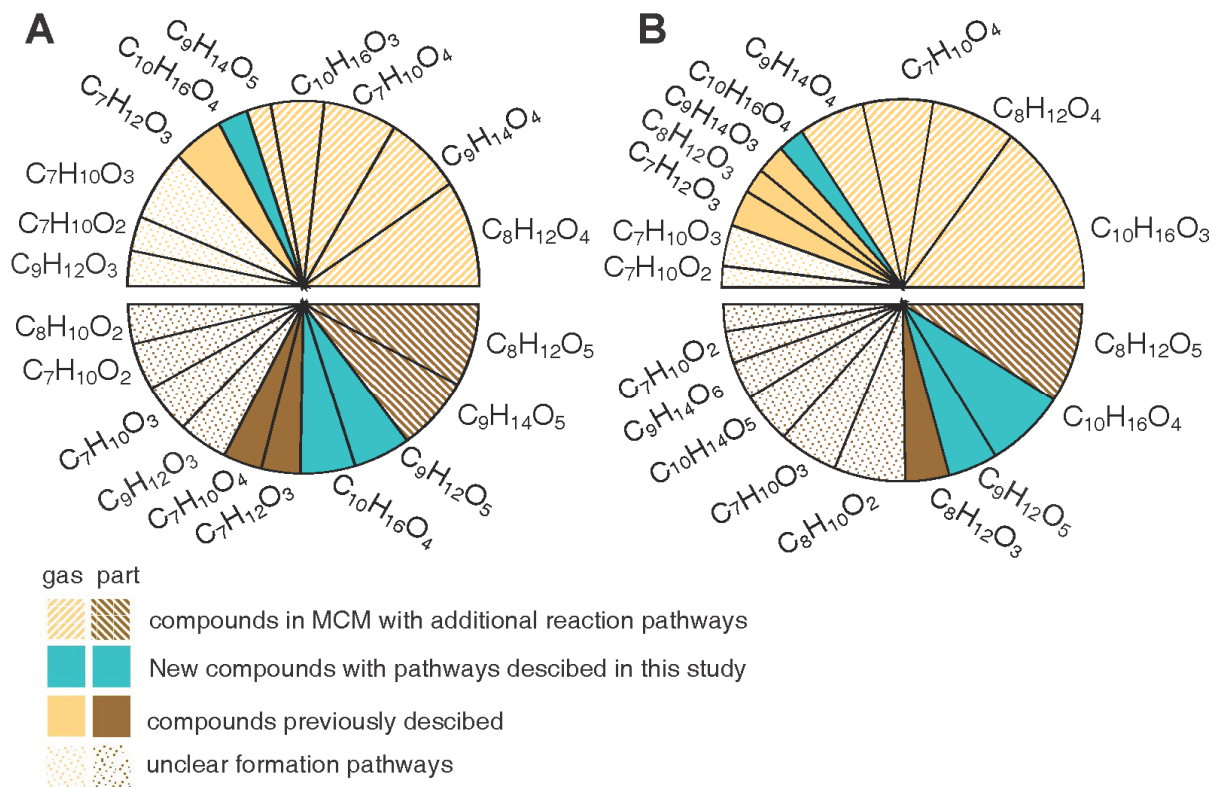 A
C₉H₁₂O₃
C₇H₁₀O₂
C₇H₁₀O₃
C₇H₁₂O₃
C₁₀H₁₆O₄
C₉H₁₄O₅
C₁₀H₁₆O₃
C₇H₁₀O₄
C₉H₁₄O₄
C₈H₁₂O₄
C₈H₁₀O₂
C₇H₁₀O₂
C₇H₁₀O₃
C₉H₁₂O₃
C₇H₁₀O₄
C₇H₁₂O₃
C₁₀H₁₆O₄
C₉H₁₂O₅
C₉H₁₄O₅
C₈H₁₂O₅
B
C₇H₁₀O₂
C₇H₁₀O₃
C₇H₁₂O₃
C₈H₁₂O₃
C₉H₁₄O₃
C₁₀H₁₆O₄
C₉H₁₄O₄
C₇H₁₀O₄
C₈H₁₂O₄
C₁₀H₁₆O₃
C₇H₁₀O₂
C₉H₁₄O₆
C₁₀H₁₄O₅
C₇H₁₀O₃
C₈H₁₀O₂
C₈H₁₂O₃
C₉H₁₂O₅
C₁₀H₁₆O₄
C₈H₁₂O₅
gas part
compounds in MCM with additional reaction pathways
New compounds with pathways descibed in this study
compounds previously descibed
unclear formation pathways